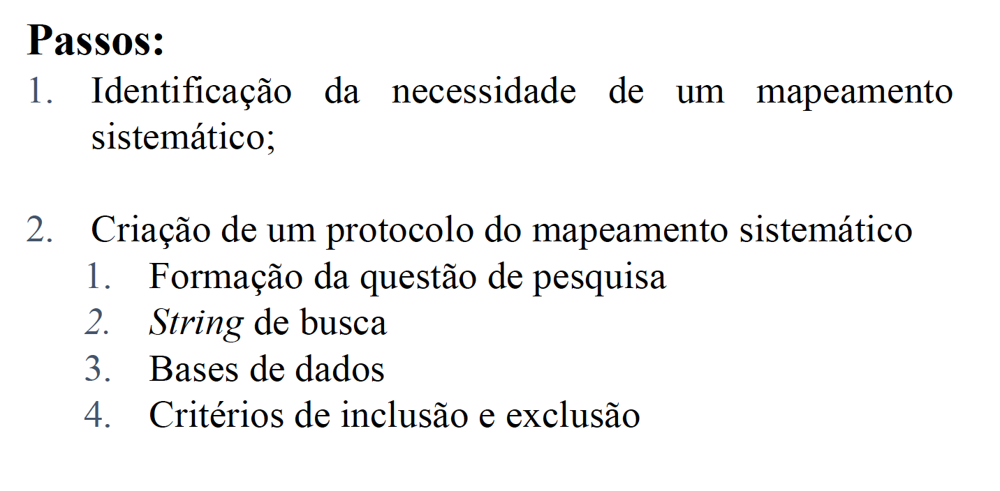 Passos:
1. Identificação da necessidade de um mapeamento
sistemático;
2. Criação de um protocolo do mapeamento sistemático
1. Formação da questão de pesquisa
2. String de busca
3. Bases de dados
4. Critérios de inclusão e exclusão